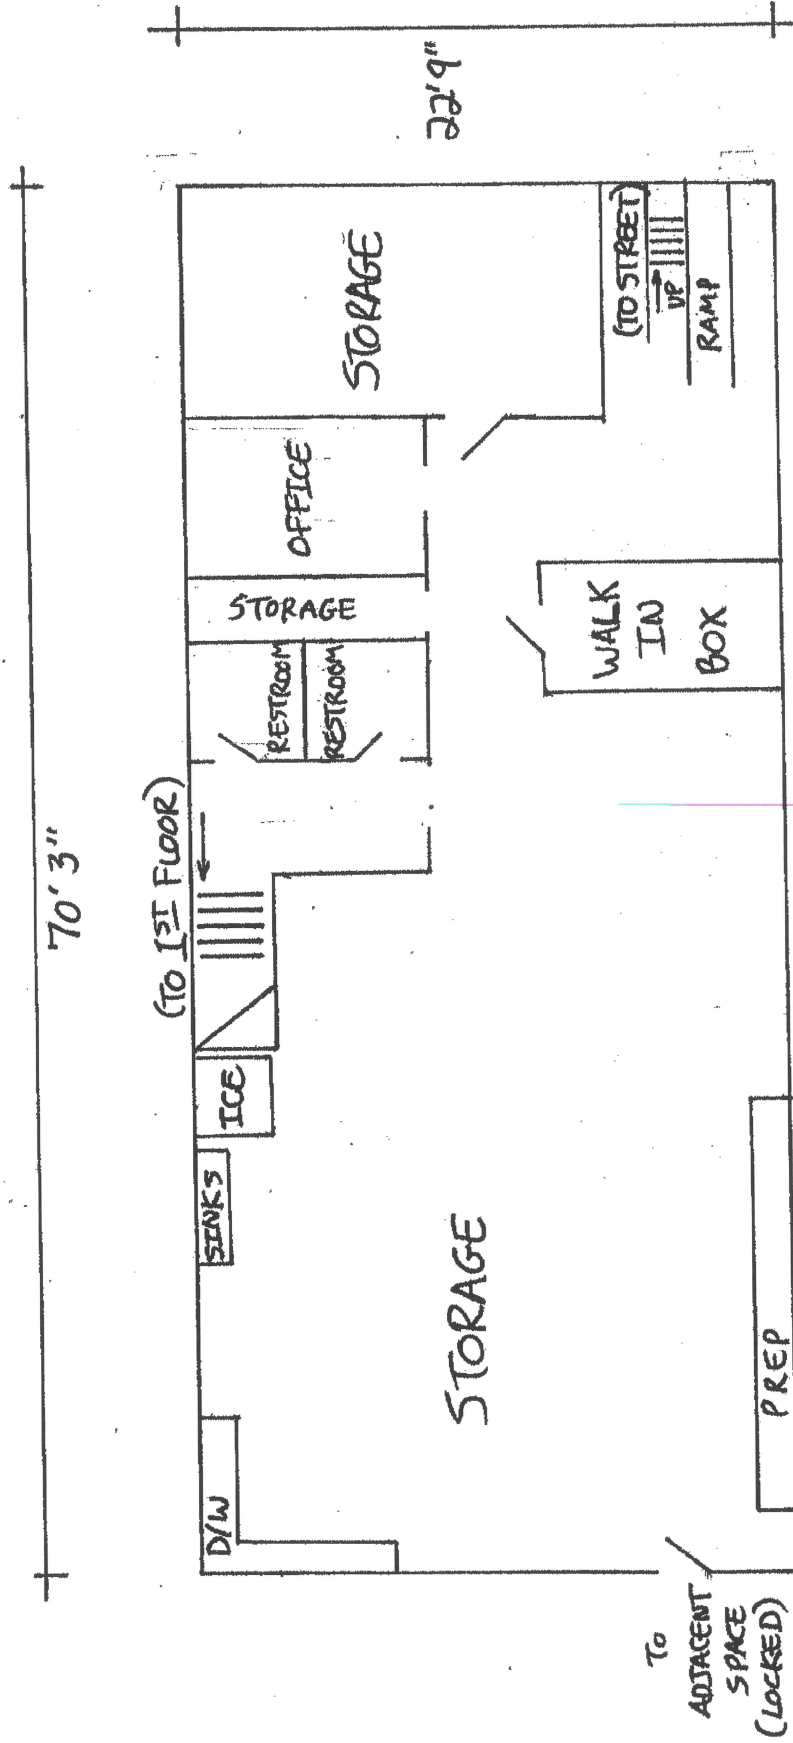 70' 3"
22'9"
(TO 1ST FLOOR)
D/W
SINKS
ICE
RESTROOM
RESTROOM
STORAGE
OFFICE
STORAGE
STORAGE
WALK
IN
BOX
(TO STREET)
UP
RAMP
PREP
TO
ADJACENT
SPACE
(LOCKED)